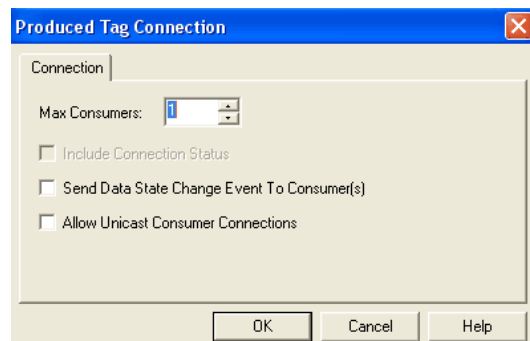 Produced Tag Connection
Connection
Max Consumers: 1
Include Connection Status
Send Data State Change Event To Consumer(s)
Allow Unicast Consumer Connections
OK Cancel Help